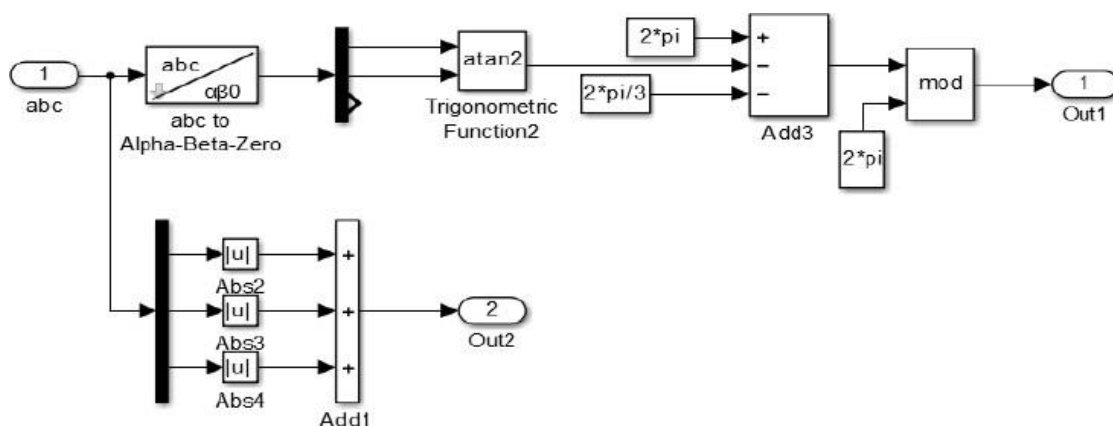 1
abc
abc
αβ0
abc to
Alpha-Beta-Zero
atan2
Trigonometric
Function2
2*pi
2*pi/3
+
−
−
Add3
2*pi
mod
1
Out1
|u|
Abs2
|u|
Abs3
|u|
Abs4
+
+
+
Add1
2
Out2